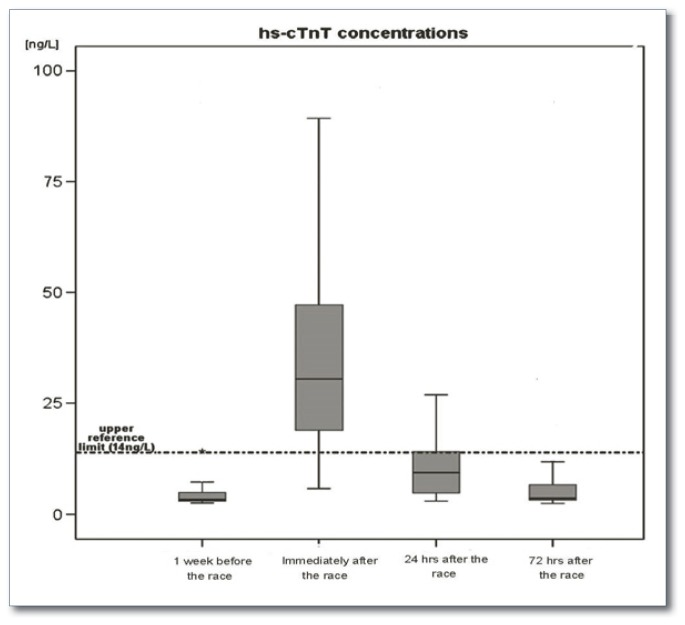 hs-cTnT concentrations
[ng/L]
100
75
50
25
0
upper
reference
limit (14ng/L)
1 week before
the race
Immediately after
the race
24 hrs after the
race
72 hrs after
the race